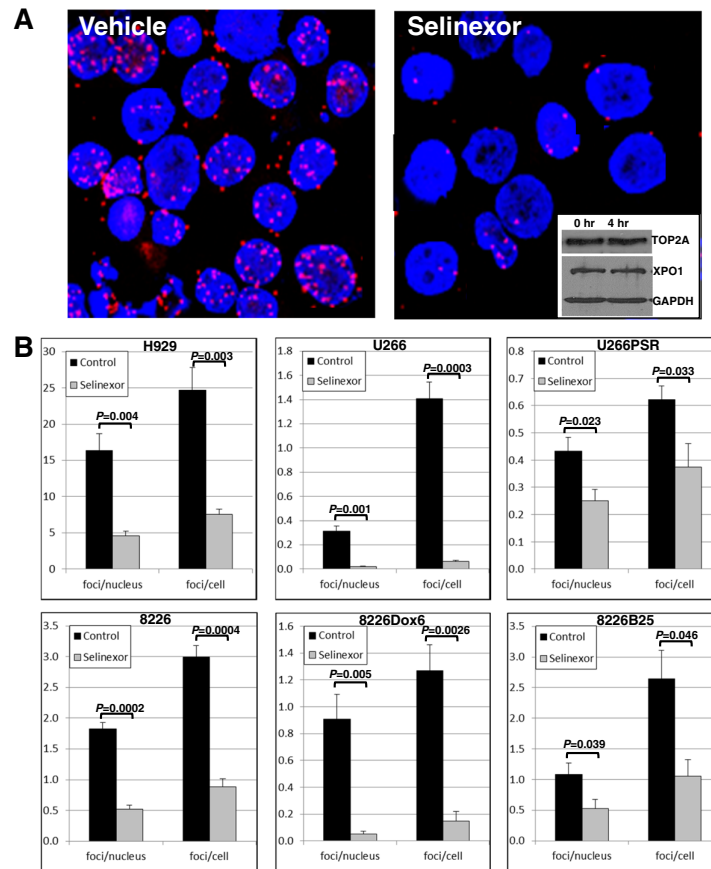 A
Vehicle
Selinexor
0 hr 4 hr
TOP2A
XPO1
GAPDH
B
H929
30
25
20
15
10
5
0
Control
Selinexor
P=0.004
P=0.003
foci/nucleus foci/cell
U266
1.6
1.4
1.2
1.0
0.8
0.6
0.4
0.2
0.0
Control
Selinexor
P=0.001
P=0.0003
foci/nucleus foci/cell
U266PSR
0.8
0.7
0.6
0.5
0.4
0.3
0.2
0.1
0.0
Control
Selinexor
P=0.023
P=0.033
foci/nucleus foci/cell
8226
3.5
3.0
2.5
2.0
1.5
1.0
0.5
0.0
Control
Selinexor
P=0.0002
P=0.0004
foci/nucleus foci/cell
8226Dox6
1.6
1.4
1.2
1.0
0.8
0.6
0.4
0.2
0.0
Control
Selinexor
P=0.005
P=0.0026
foci/nucleus foci/cell
8226B25
3.5
3.0
2.5
2.0
1.5
1.0
0.5
0.0
Control
Selinexor
P=0.039
P=0.046
foci/nucleus foci/cell